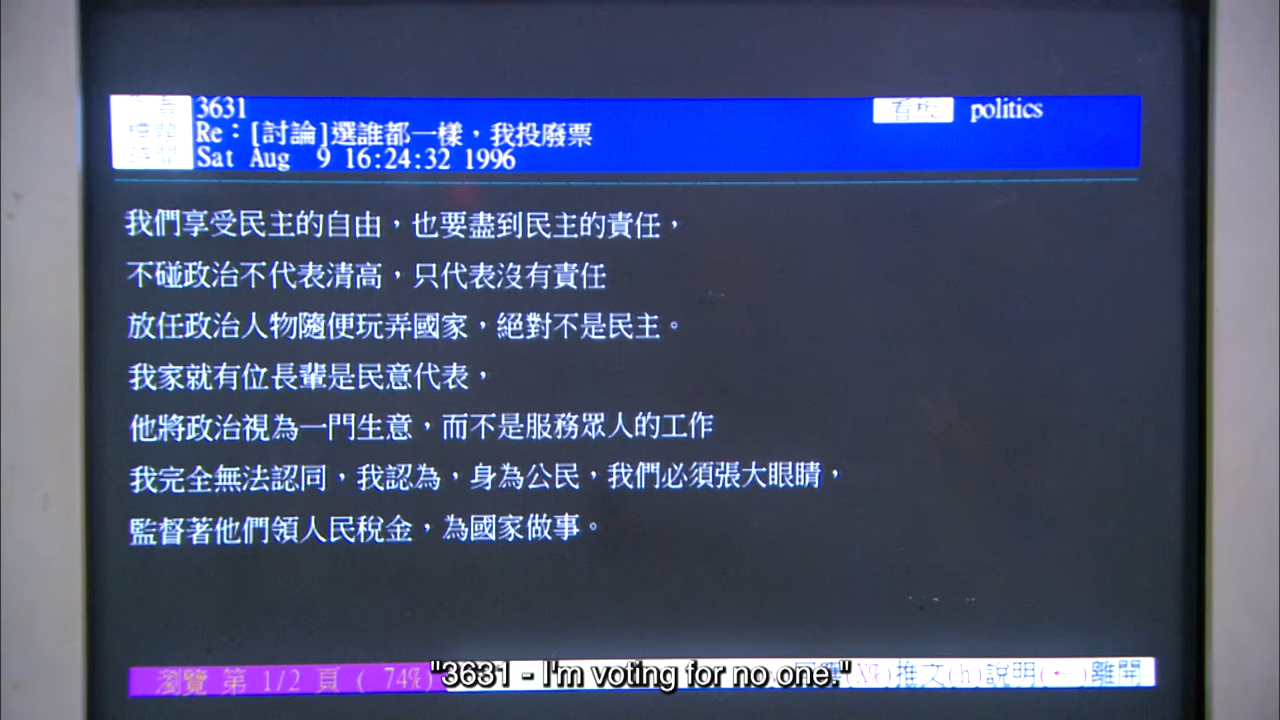 3631
看板 politics
Re：[討論]選誰都一樣，我投廢票
Sat Aug  9 16:24:32 1996
我們享受民主的自由，也要盡到民主的責任，
不碰政治不代表清高，只代表沒有責任
放任政治人物隨便玩弄國家，絕對不是民主。
我家就有位長輩是民意代表，
他將政治視為一門生意，而不是服務眾人的工作
我完全無法認同，我認為，身為公民，我們必須張大眼睛，
監督著他們領人民稅金，為國家做事。
瀏覽 第 1/2 頁 ( 74%) 推文(h)說明(←)離開
"3631 - I'm voting for no one."